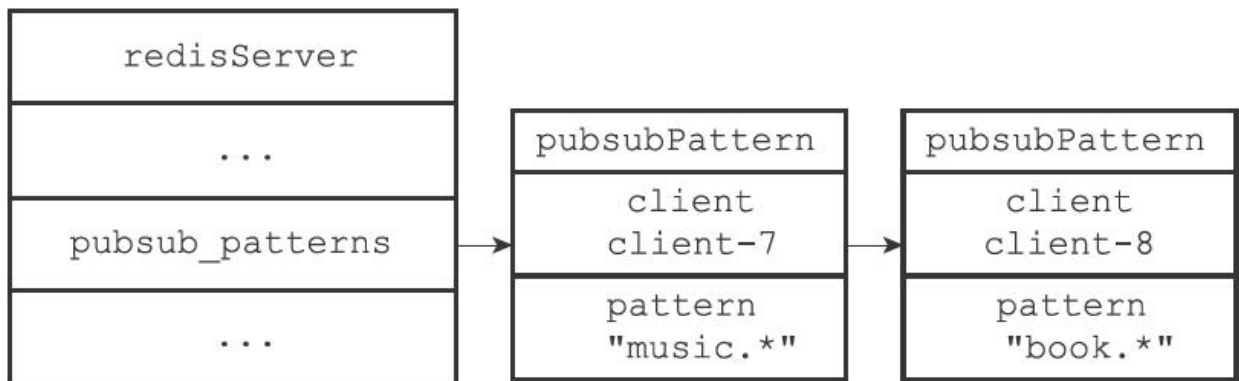 redisServer
...
pubsub_patterns
...
pubsubPattern
client
client-7
pattern
"music.*"
pubsubPattern
client
client-8
pattern
"book.*"